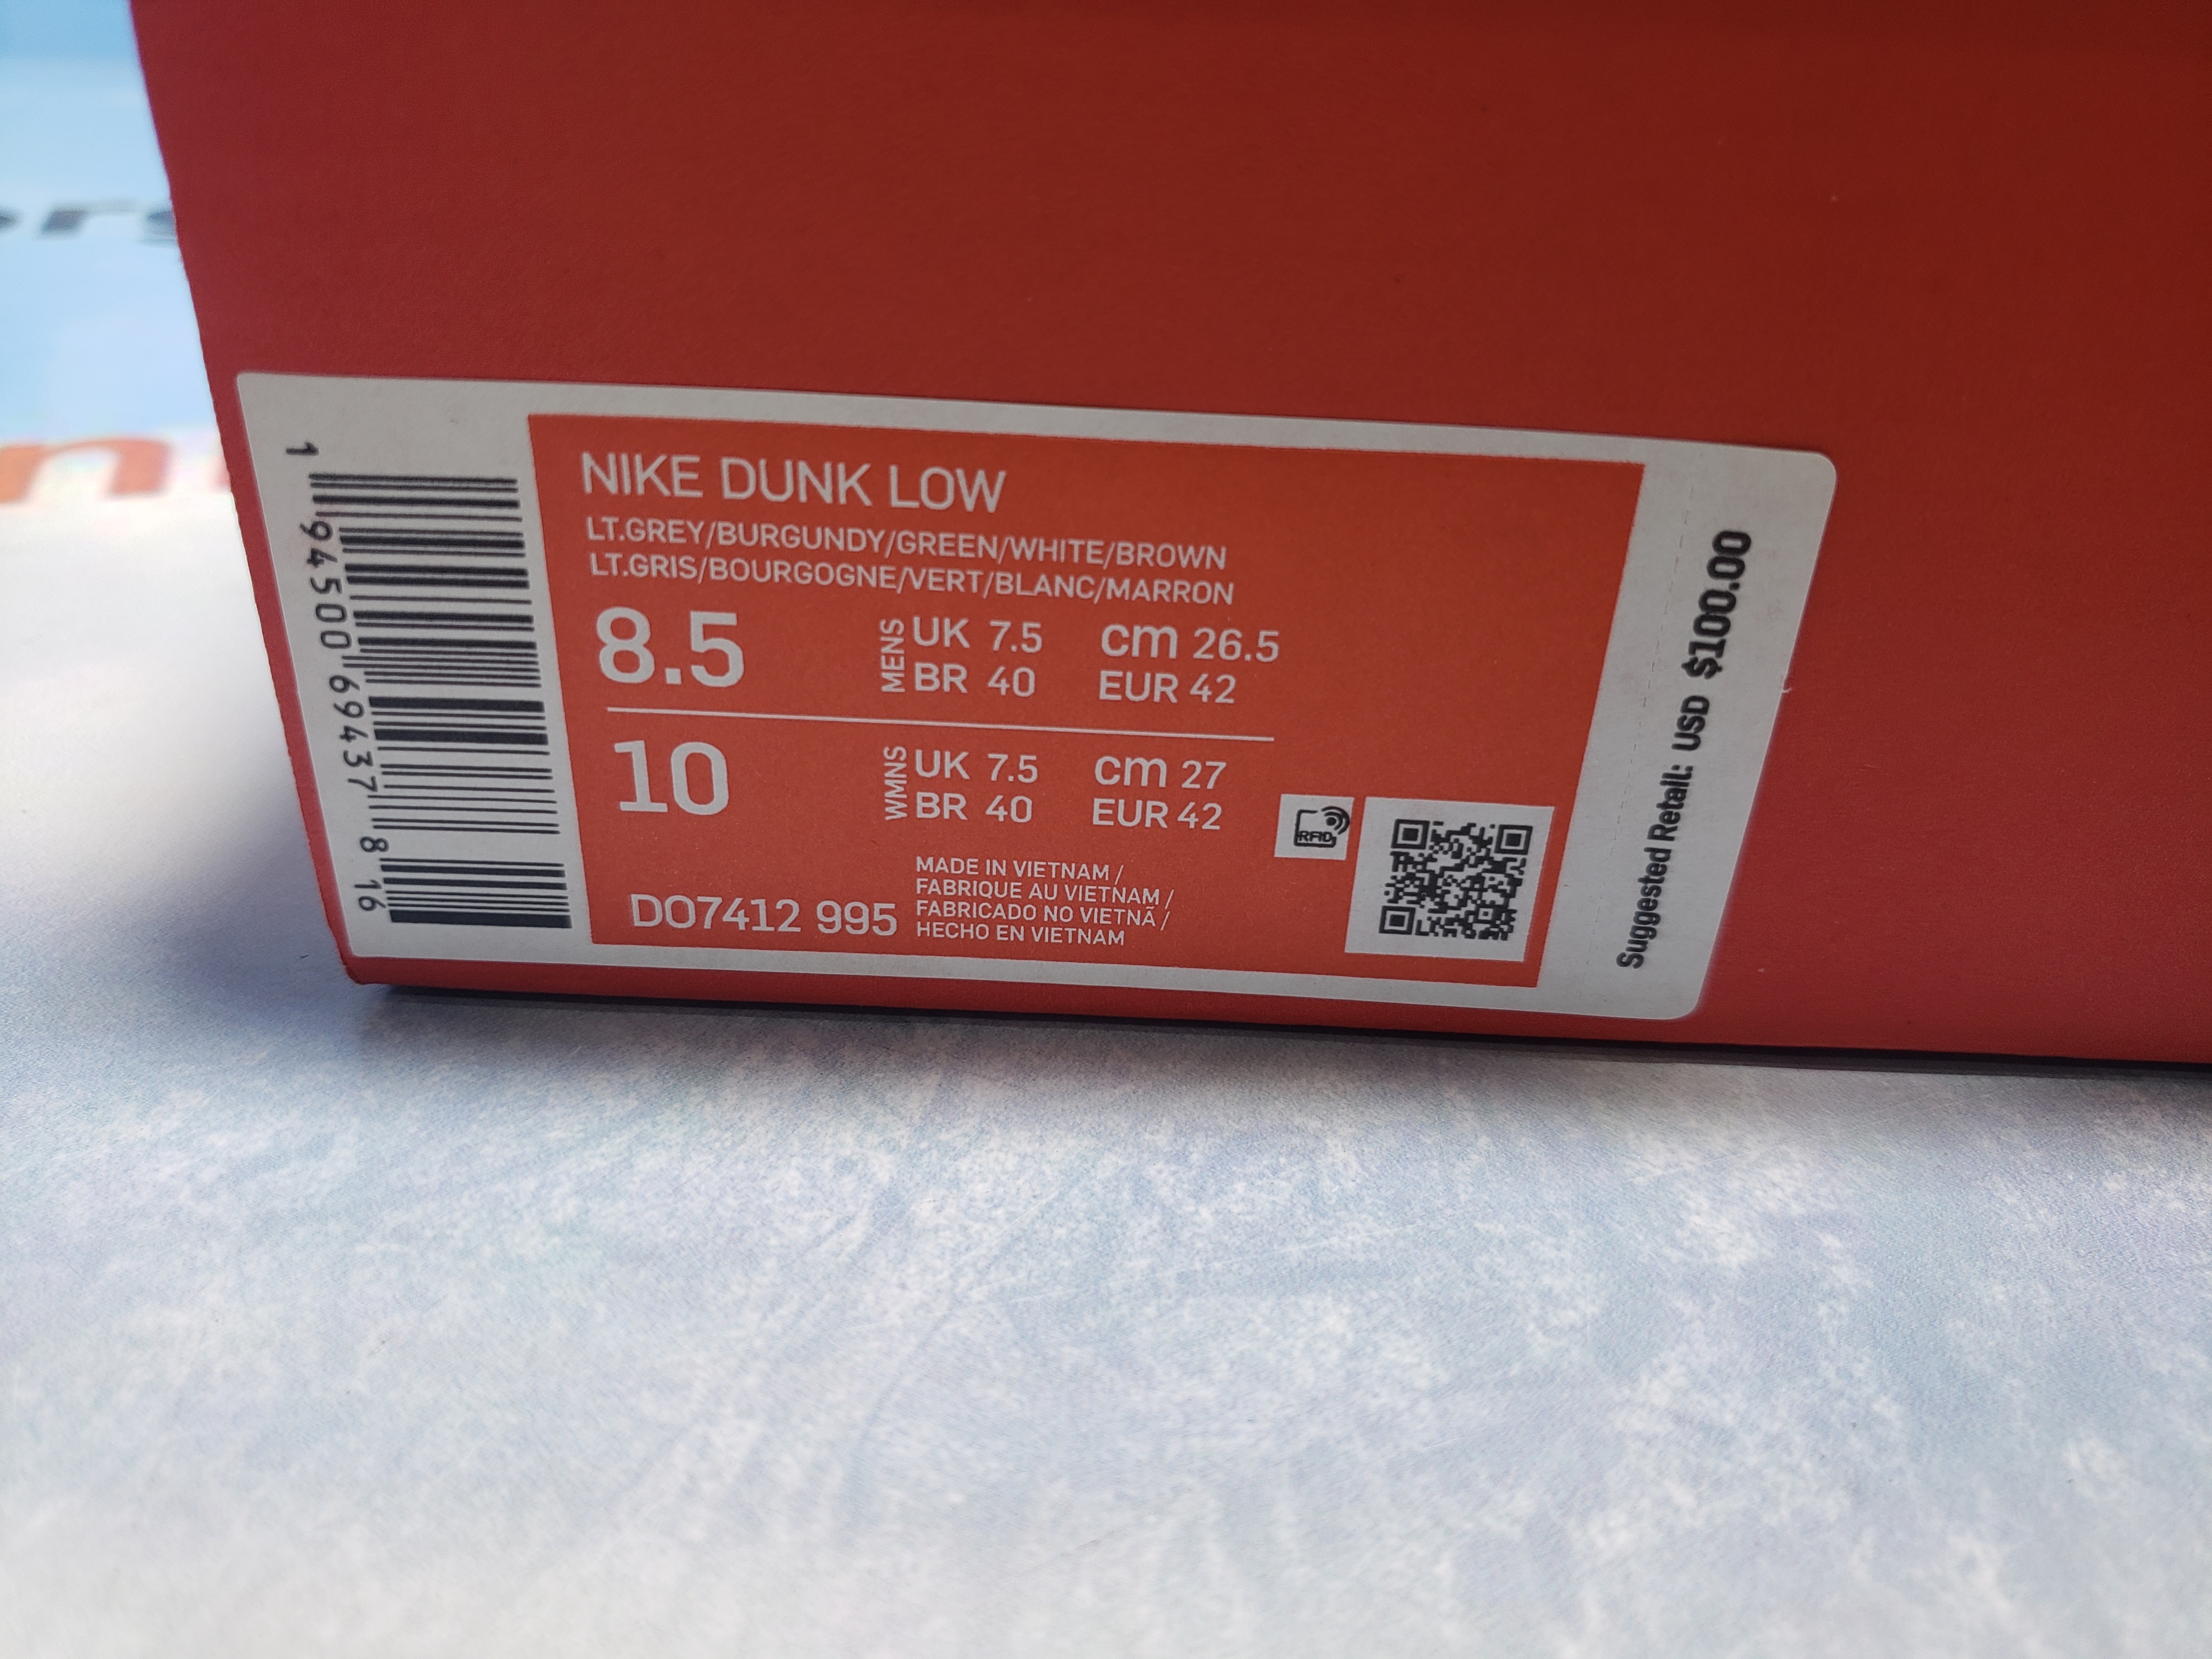 NIKE DUNK LOW
LT.GREY/BURGUNDY/GREEN/WHITE/BROWN
LT.GRIS/BOURGOGNE/VERT/BLANC/MARRON
8.5 MENS UK 7.5 cm 26.5
BR 40 EUR 42
10 WMNS UK 7.5 cm 27
BR 40 EUR 42
RFID
MADE IN VIETNAM /
FABRIQUE AU VIETNAM /
FABRICADO NO VIETNÃ /
HECHO EN VIETNAM
DO7412 995
1 94500 69437 8 16
Suggested Retail: USD $100.00